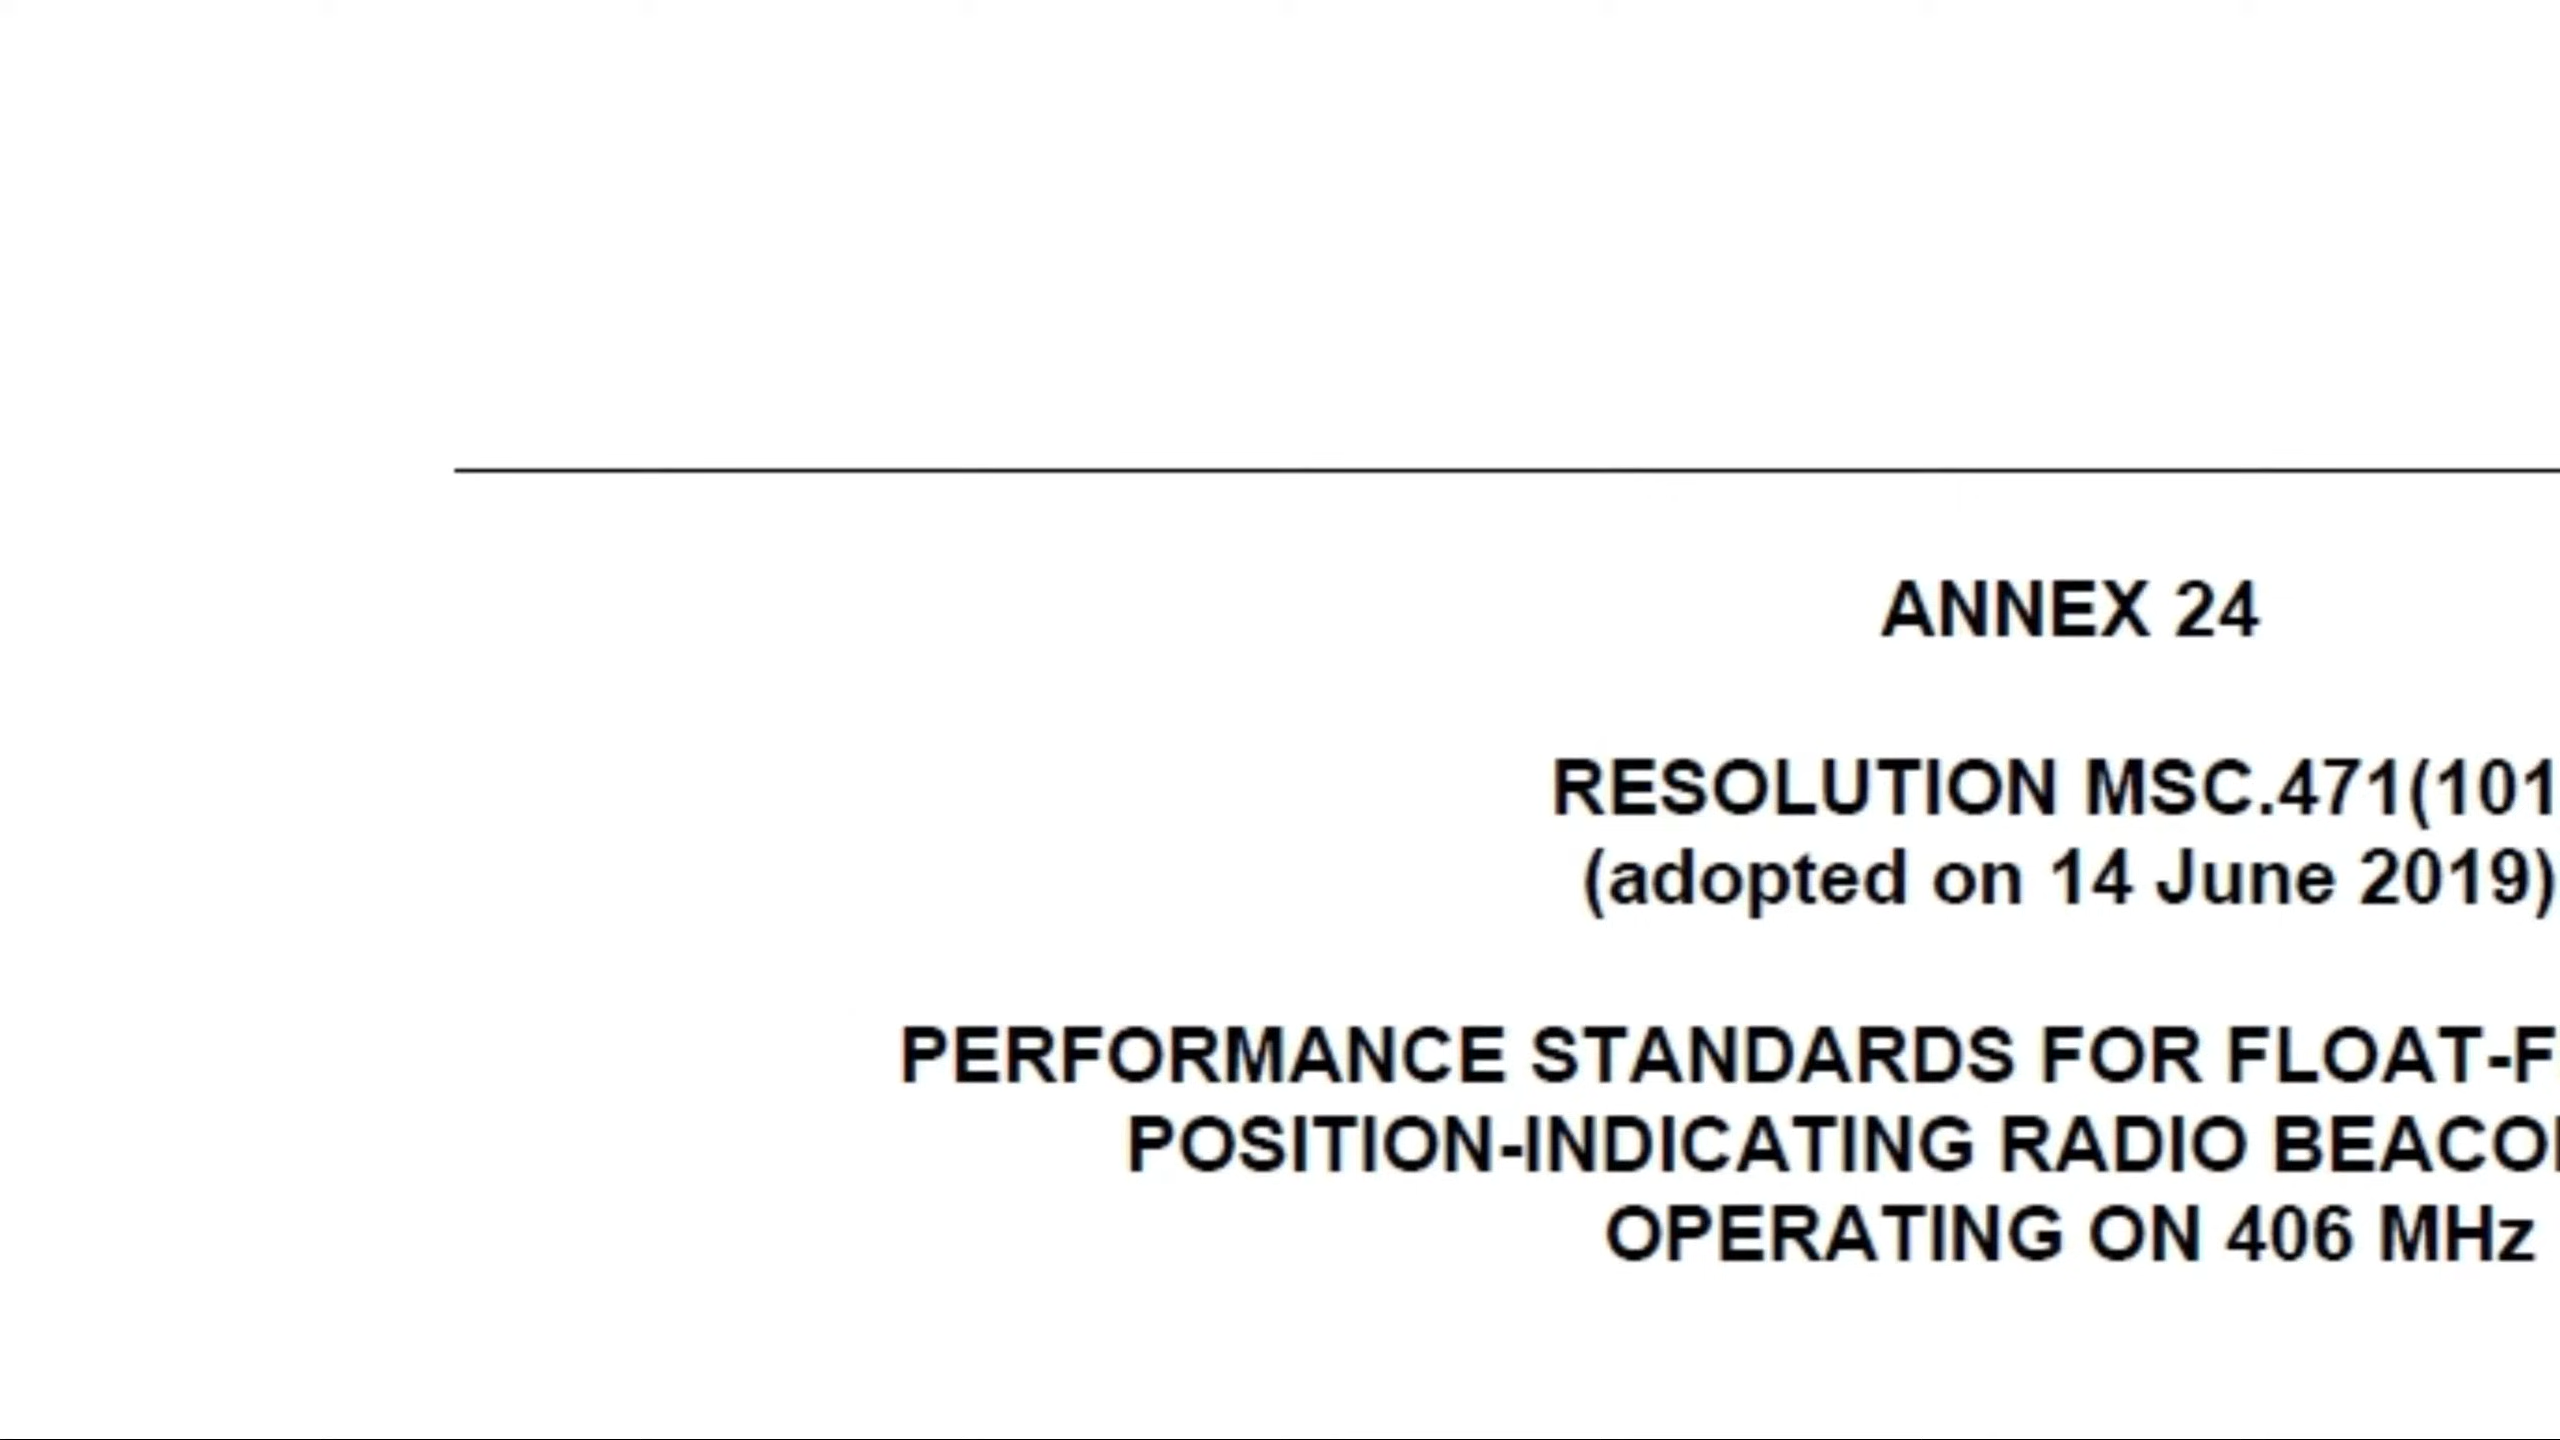 ANNEX 24
RESOLUTION MSC.471(101
(adopted on 14 June 2019)
PERFORMANCE STANDARDS FOR FLOAT-F
POSITION-INDICATING RADIO BEACO
OPERATING ON 406 MHz